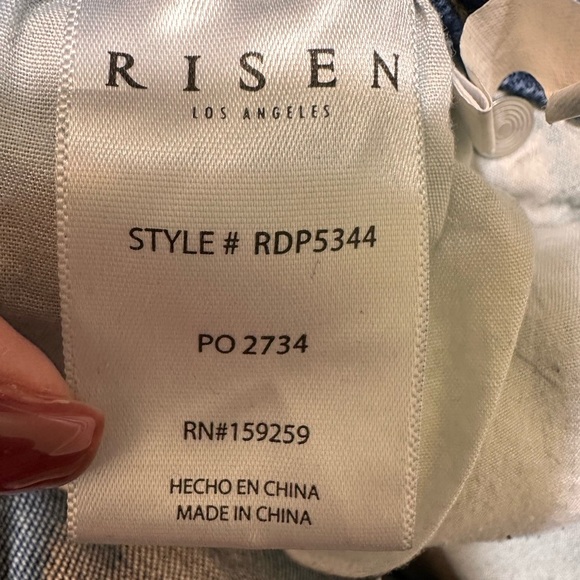 RISEN
LOS ANGELES
STYLE # RDP5344
PO 2734
RN#159259
HECHO EN CHINA
MADE IN CHINA